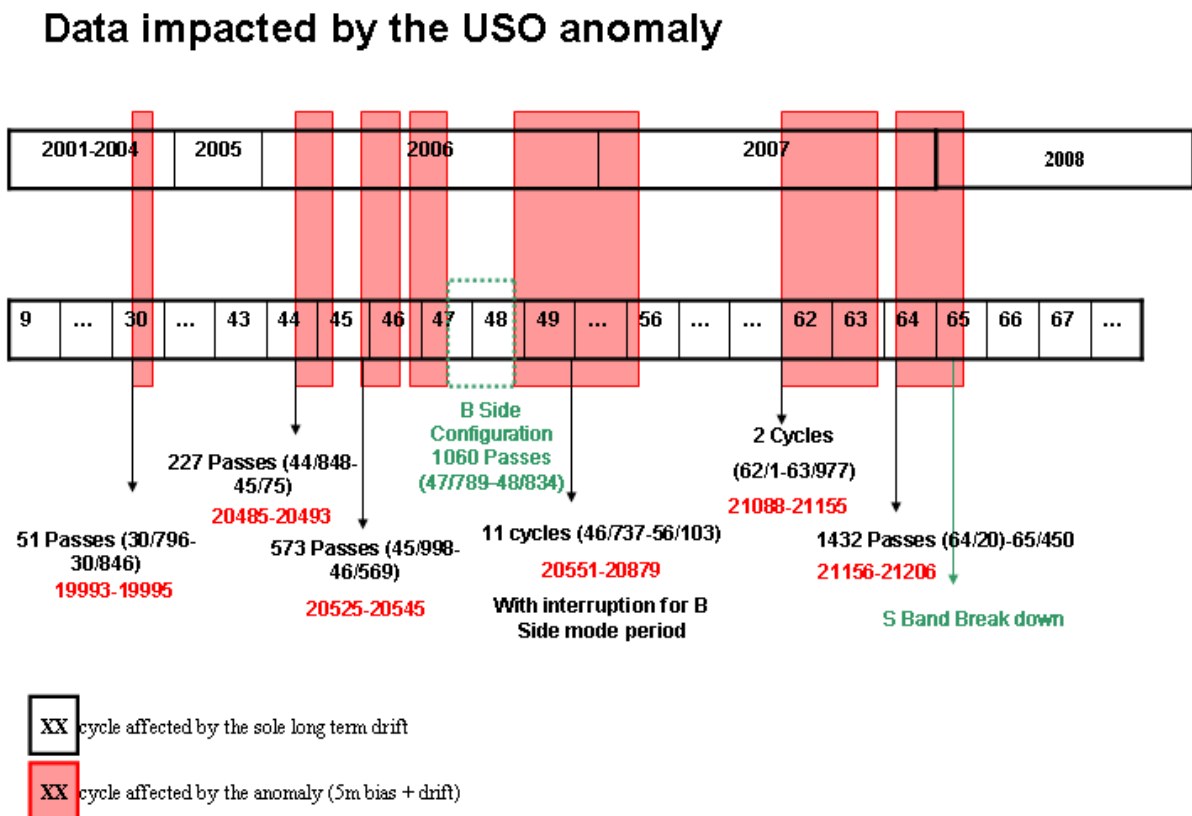 Data impacted by the USO anomaly
2001-2004 2005 2006 2007 2008
9 ... 30 ... 43 44 45 46 47 48 49 ... 56 ... ... 62 63 64 65 66 67 ...
B Side
Configuration
1060 Passes
(47/789-48/834)
2 Cycles
(62/1-63/977)
21088-21155
227 Passes (44/848-
45/75)
20485-20493
51 Passes (30/796-
30/846)
19993-19995
573 Passes (45/998-
46/569)
20525-20545
11 cycles (46/737-56/103)
20551-20879
With interruption for B
Side mode period
1432 Passes (64/20)-65/450
21156-21206
S Band Break down
XX cycle affected by the sole long term drift
XX cycle affected by the anomaly (5m bias + drift)